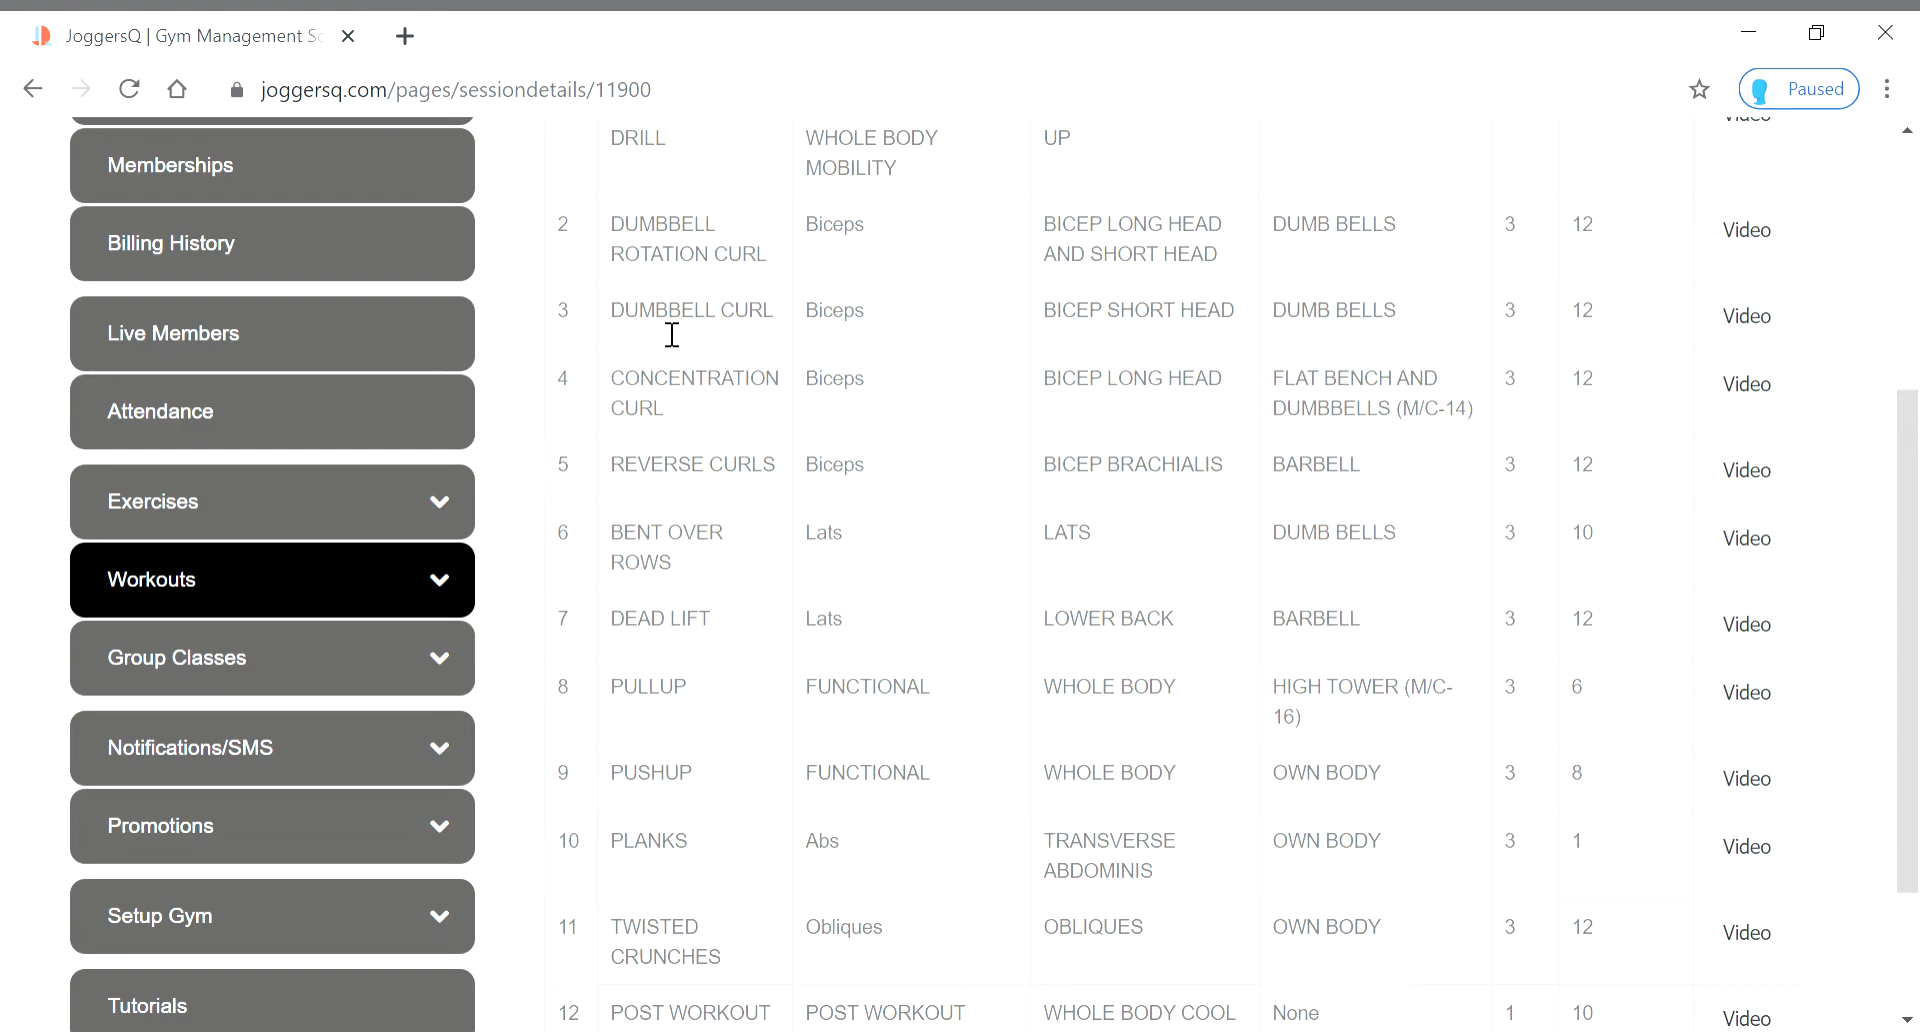 JoggersQ | Gym Management Sc
joggersq.com/pages/sessiondetails/11900
Paused
Memberships
Billing History
Live Members
Attendance
Exercises
Workouts
Group Classes
Notifications/SMS
Promotions
Setup Gym
Tutorials
Video
DRILL WHOLE BODY UP
MOBILITY
2 DUMBBELL Biceps BICEP LONG HEAD DUMB BELLS 3 12 Video
ROTATION CURL AND SHORT HEAD
3 DUMBBELL CURL Biceps BICEP SHORT HEAD DUMB BELLS 3 12 Video
4 CONCENTRATION Biceps BICEP LONG HEAD FLAT BENCH AND 3 12 Video
CURL DUMBBELLS (M/C-14)
5 REVERSE CURLS Biceps BICEP BRACHIALIS BARBELL 3 12 Video
6 BENT OVER Lats LATS DUMB BELLS 3 10 Video
ROWS
7 DEAD LIFT Lats LOWER BACK BARBELL 3 12 Video
8 PULLUP FUNCTIONAL WHOLE BODY HIGH TOWER (M/C- 3 6 Video
16)
9 PUSHUP FUNCTIONAL WHOLE BODY OWN BODY 3 8 Video
10 PLANKS Abs TRANSVERSE OWN BODY 3 1 Video
ABDOMINIS
11 TWISTED Obliques OBLIQUES OWN BODY 3 12 Video
CRUNCHES
12 POST WORKOUT POST WORKOUT WHOLE BODY COOL None 1 10 Video